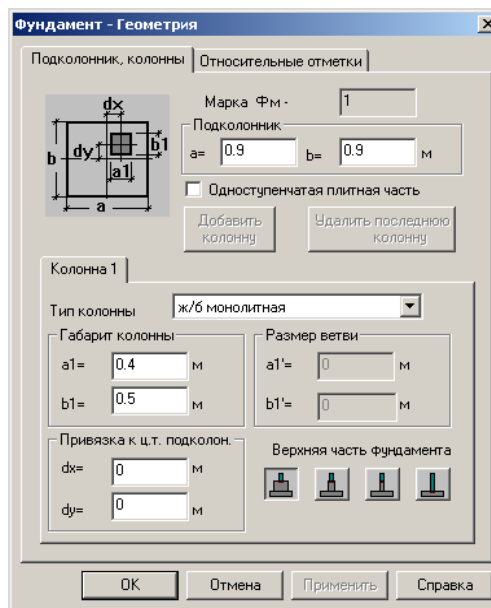 Фундамент - Геометрия
Подколонник, колонны
Относительные отметки
dx
dy
b
b1
a1
a
Марка Фм -
1
Подколонник
a= 0.9 b= 0.9 м
Одноступенчатая плитная часть
Добавить колонну
Удалить последнюю колонну
Колонна 1
Тип колонны ж/б монолитная
Габарит колонны
a1= 0.4 м
b1= 0.5 м
Размер ветви
a1'= 0 м
b1'= 0 м
Привязка к ц.т. подколон.
dx= 0 м
dy= 0 м
Верхняя часть фундамента
OK Отмена Применить Справка